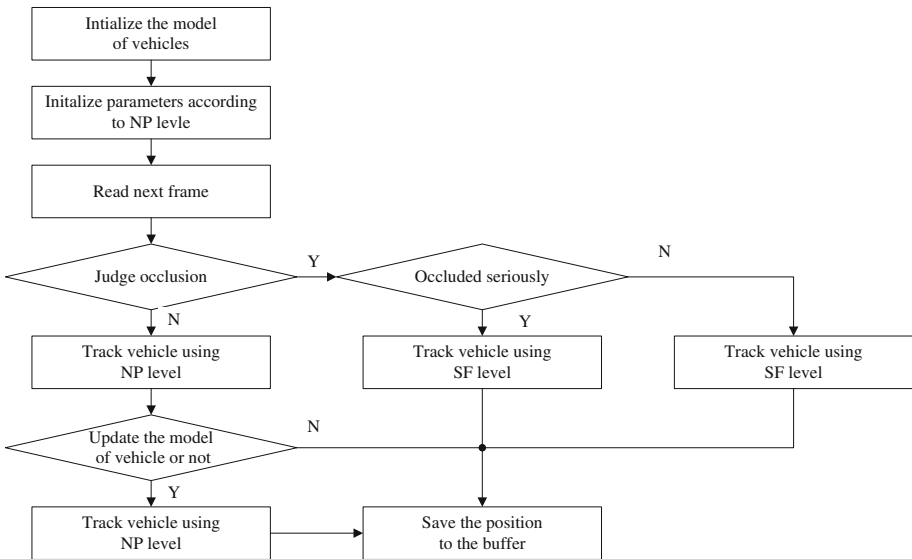 Intialize the model
of vehicles
Initalize parameters according
to NP levle
Read next frame
Judge occlusion
Y
Occluded seriously
N
N
Y
Track vehicle using
NP level
Track vehicle using
SF level
Track vehicle using
SF level
Update the model
of vehicle or not
N
Y
Track vehicle using
NP level
Save the position
to the buffer